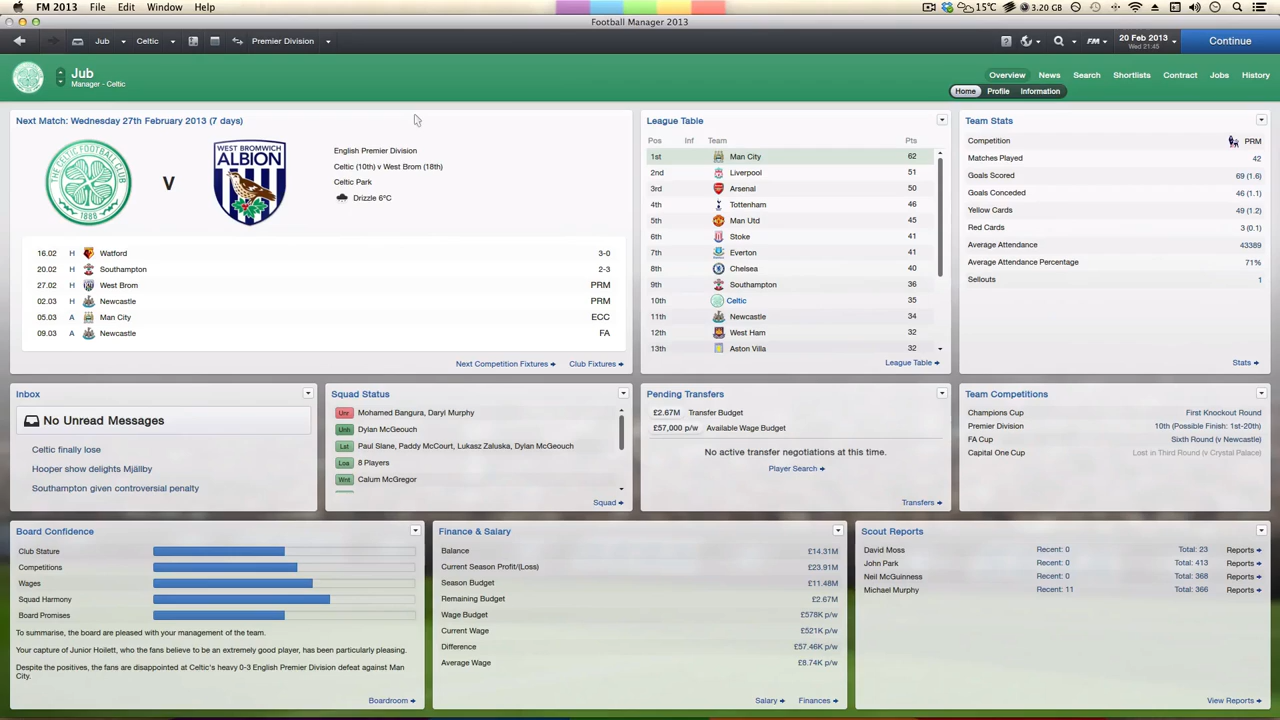 FM 2013 File Edit Window Help 15°C 3.20 GB
Football Manager 2013
Jub Celtic Premier Division FM 20 Feb 2013 Wed 21:45 Continue
Jub
Manager - Celtic
Overview News Search Shortlists Contract Jobs History
Home Profile Information
Next Match: Wednesday 27th February 2013 (7 days)
THE CELTIC FOOTBALL CLUB
1888
V
WEST BROMWICH
ALBION
English Premier Division
Celtic (10th) v West Brom (18th)
Celtic Park
Drizzle 6°C
16.02 H Watford 3-0
20.02 H Southampton 2-3
27.02 H West Brom PRM
02.03 H Newcastle PRM
05.03 A Man City ECC
09.03 A Newcastle FA
Next Competition Fixtures Club Fixtures
League Table
Pos Inf Team Pts
1st Man City 62
2nd Liverpool 51
3rd Arsenal 50
4th Tottenham 46
5th Man Utd 45
6th Stoke 41
7th Everton 41
8th Chelsea 40
9th Southampton 36
10th Celtic 35
11th Newcastle 34
12th West Ham 32
13th Aston Villa 32
League Table
Team Stats
Competition PRM
Matches Played 42
Goals Scored 69 (1.6)
Goals Conceded 46 (1.1)
Yellow Cards 49 (1.2)
Red Cards 3 (0.1)
Average Attendance 43389
Average Attendance Percentage 71%
Sellouts 1
Stats
Inbox
No Unread Messages
Celtic finally lose
Hooper show delights Mjällby
Southampton given controversial penalty
Squad Status
Unr Mohamed Bangura, Daryl Murphy
Unh Dylan McGeouch
Lst Paul Slane, Paddy McCourt, Lukasz Zaluska, Dylan McGeouch
Loa 8 Players
Wnt Calum McGregor
Squad
Pending Transfers
£2.67M Transfer Budget
£57,000 p/w Available Wage Budget
No active transfer negotiations at this time.
Player Search
Transfers
Team Competitions
Champions Cup First Knockout Round
Premier Division 10th (Possible Finish: 1st-20th)
FA Cup Sixth Round (v Newcastle)
Capital One Cup Lost in Third Round (v Crystal Palace)
Board Confidence
Club Stature
Competitions
Wages
Squad Harmony
Board Promises
To summarise, the board are pleased with your management of the team.
Your capture of Junior Hoilett, who the fans believe to be an extremely good player, has been particularly pleasing.
Despite the positives, the fans are disappointed at Celtic's heavy 0-3 English Premier Division defeat against Man
City.
Boardroom
Finance & Salary
Balance £14.31M
Current Season Profit/(Loss) £23.91M
Season Budget £11.48M
Remaining Budget £2.67M
Wage Budget £578K p/w
Current Wage £521K p/w
Difference £57.46K p/w
Average Wage £8.74K p/w
Salary Finances
Scout Reports
David Moss Recent: 0 Total: 23 Reports
John Park Recent: 0 Total: 413 Reports
Neil McGuinness Recent: 0 Total: 368 Reports
Michael Murphy Recent: 11 Total: 366 Reports
View Reports